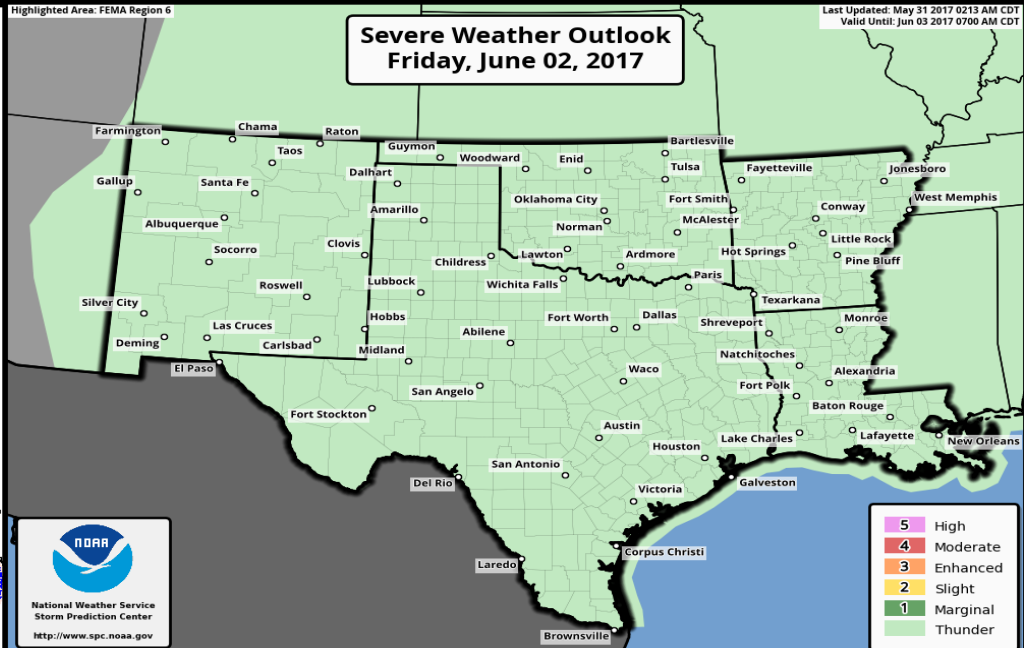 Highlighted Area: FEMA Region 6
Last Updated: May 31 2017 0213 AM CDT
Valid Until: Jun 03 2017 0700 AM CDT
Severe Weather Outlook
Friday, June 02, 2017
Farmington
Chama
Raton
Guymon
Bartlesville
Taos
Woodward
Enid
Tulsa
Fayetteville
Jonesboro
Gallup
Santa Fe
Dalhart
Oklahoma City
Fort Smith
West Memphis
Albuquerque
Amarillo
Norman
McAlester
Conway
Socorro
Clovis
Childress
Lawton
Ardmore
Hot Springs
Little Rock
Pine Bluff
Roswell
Lubbock
Wichita Falls
Paris
Silver City
Texarkana
Las Cruces
Hobbs
Abilene
Fort Worth
Dallas
Shreveport
Monroe
Deming
Carlsbad
Midland
Natchitoches
El Paso
San Angelo
Waco
Fort Polk
Alexandria
Fort Stockton
Austin
Baton Rouge
Houston
Lake Charles
Lafayette
New Orleans
Del Rio
San Antonio
Victoria
Galveston
Laredo
Corpus Christi
Brownsville
NOAA
National Weather Service
Storm Prediction Center
http://www.spc.noaa.gov
5 High
4 Moderate
3 Enhanced
2 Slight
1 Marginal
Thunder